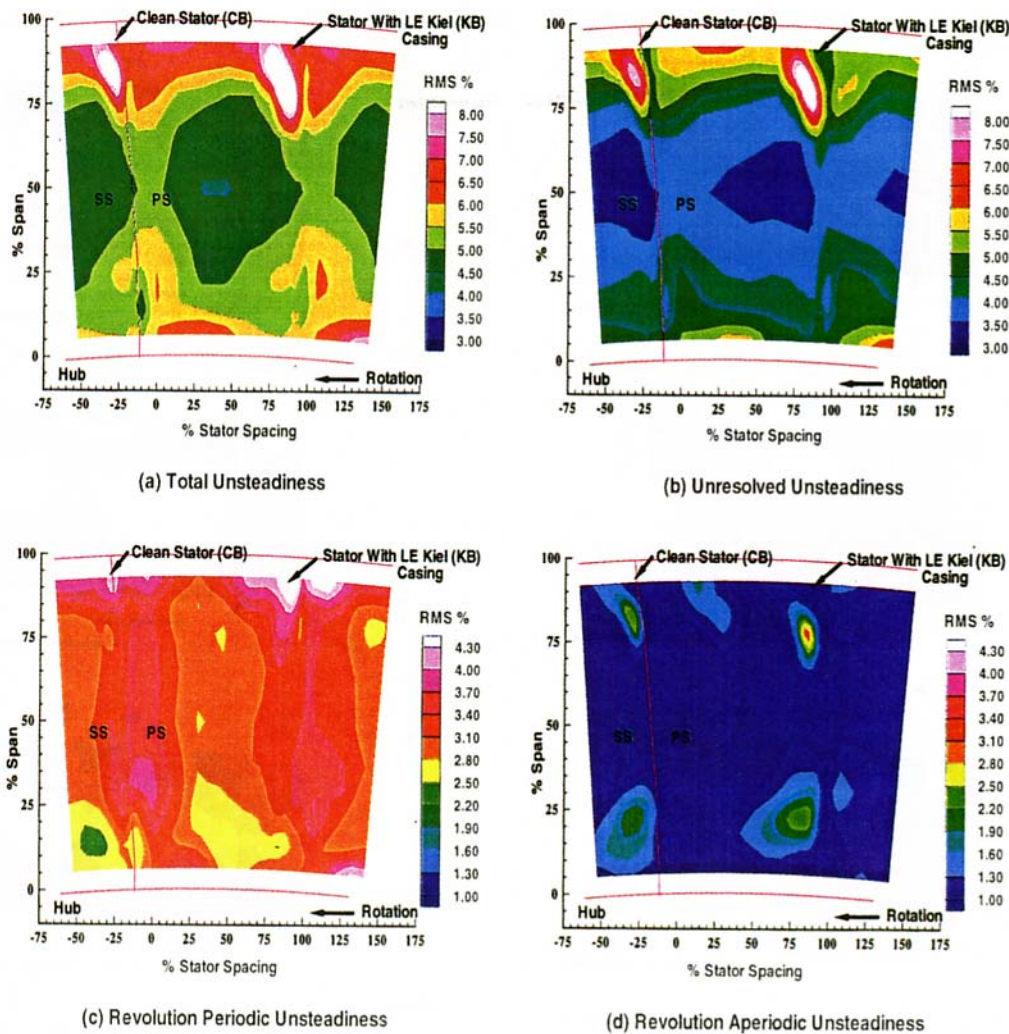 Clean Stator (CB)
Stator With LE Kiel (KB)
Casing
RMS %
8.00
7.50
7.00
6.50
6.00
5.50
5.00
4.50
4.00
3.50
3.00
% Span
100
75
50
25
0
SS
PS
Hub
Rotation
-75 -50 -25 0 25 50 75 100 125 150 175
% Stator Spacing
(a) Total Unsteadiness
Clean Stator (CB)
Stator With LE Kiel (KB)
Casing
RMS %
8.00
7.50
7.00
6.50
6.00
5.50
5.00
4.50
4.00
3.50
3.00
% Span
100
75
50
25
0
SS
PS
Hub
Rotation
-75 -50 -25 0 25 50 75 100 125 150 175
% Stator Spacing
(b) Unresolved Unsteadiness
Clean Stator (CB)
Stator With LE Kiel (KB)
Casing
RMS %
4.30
4.00
3.70
3.40
3.10
2.80
2.50
2.20
1.90
1.60
1.30
1.00
% Span
100
75
50
25
0
SS
PS
Hub
Rotation
-75 -50 -25 0 25 50 75 100 125 150 175
% Stator Spacing
(c) Revolution Periodic Unsteadiness
Clean Stator (CB)
Stator With LE Kiel (KB)
Casing
RMS %
4.30
4.00
3.70
3.40
3.10
2.80
2.50
2.20
1.90
1.60
1.30
1.00
% Span
100
75
50
25
0
SS
PS
Hub
Rotation
-75 -50 -25 0 25 50 75 100 125 150 175
% Stator Spacing
(d) Revolution Aperiodic Unsteadiness